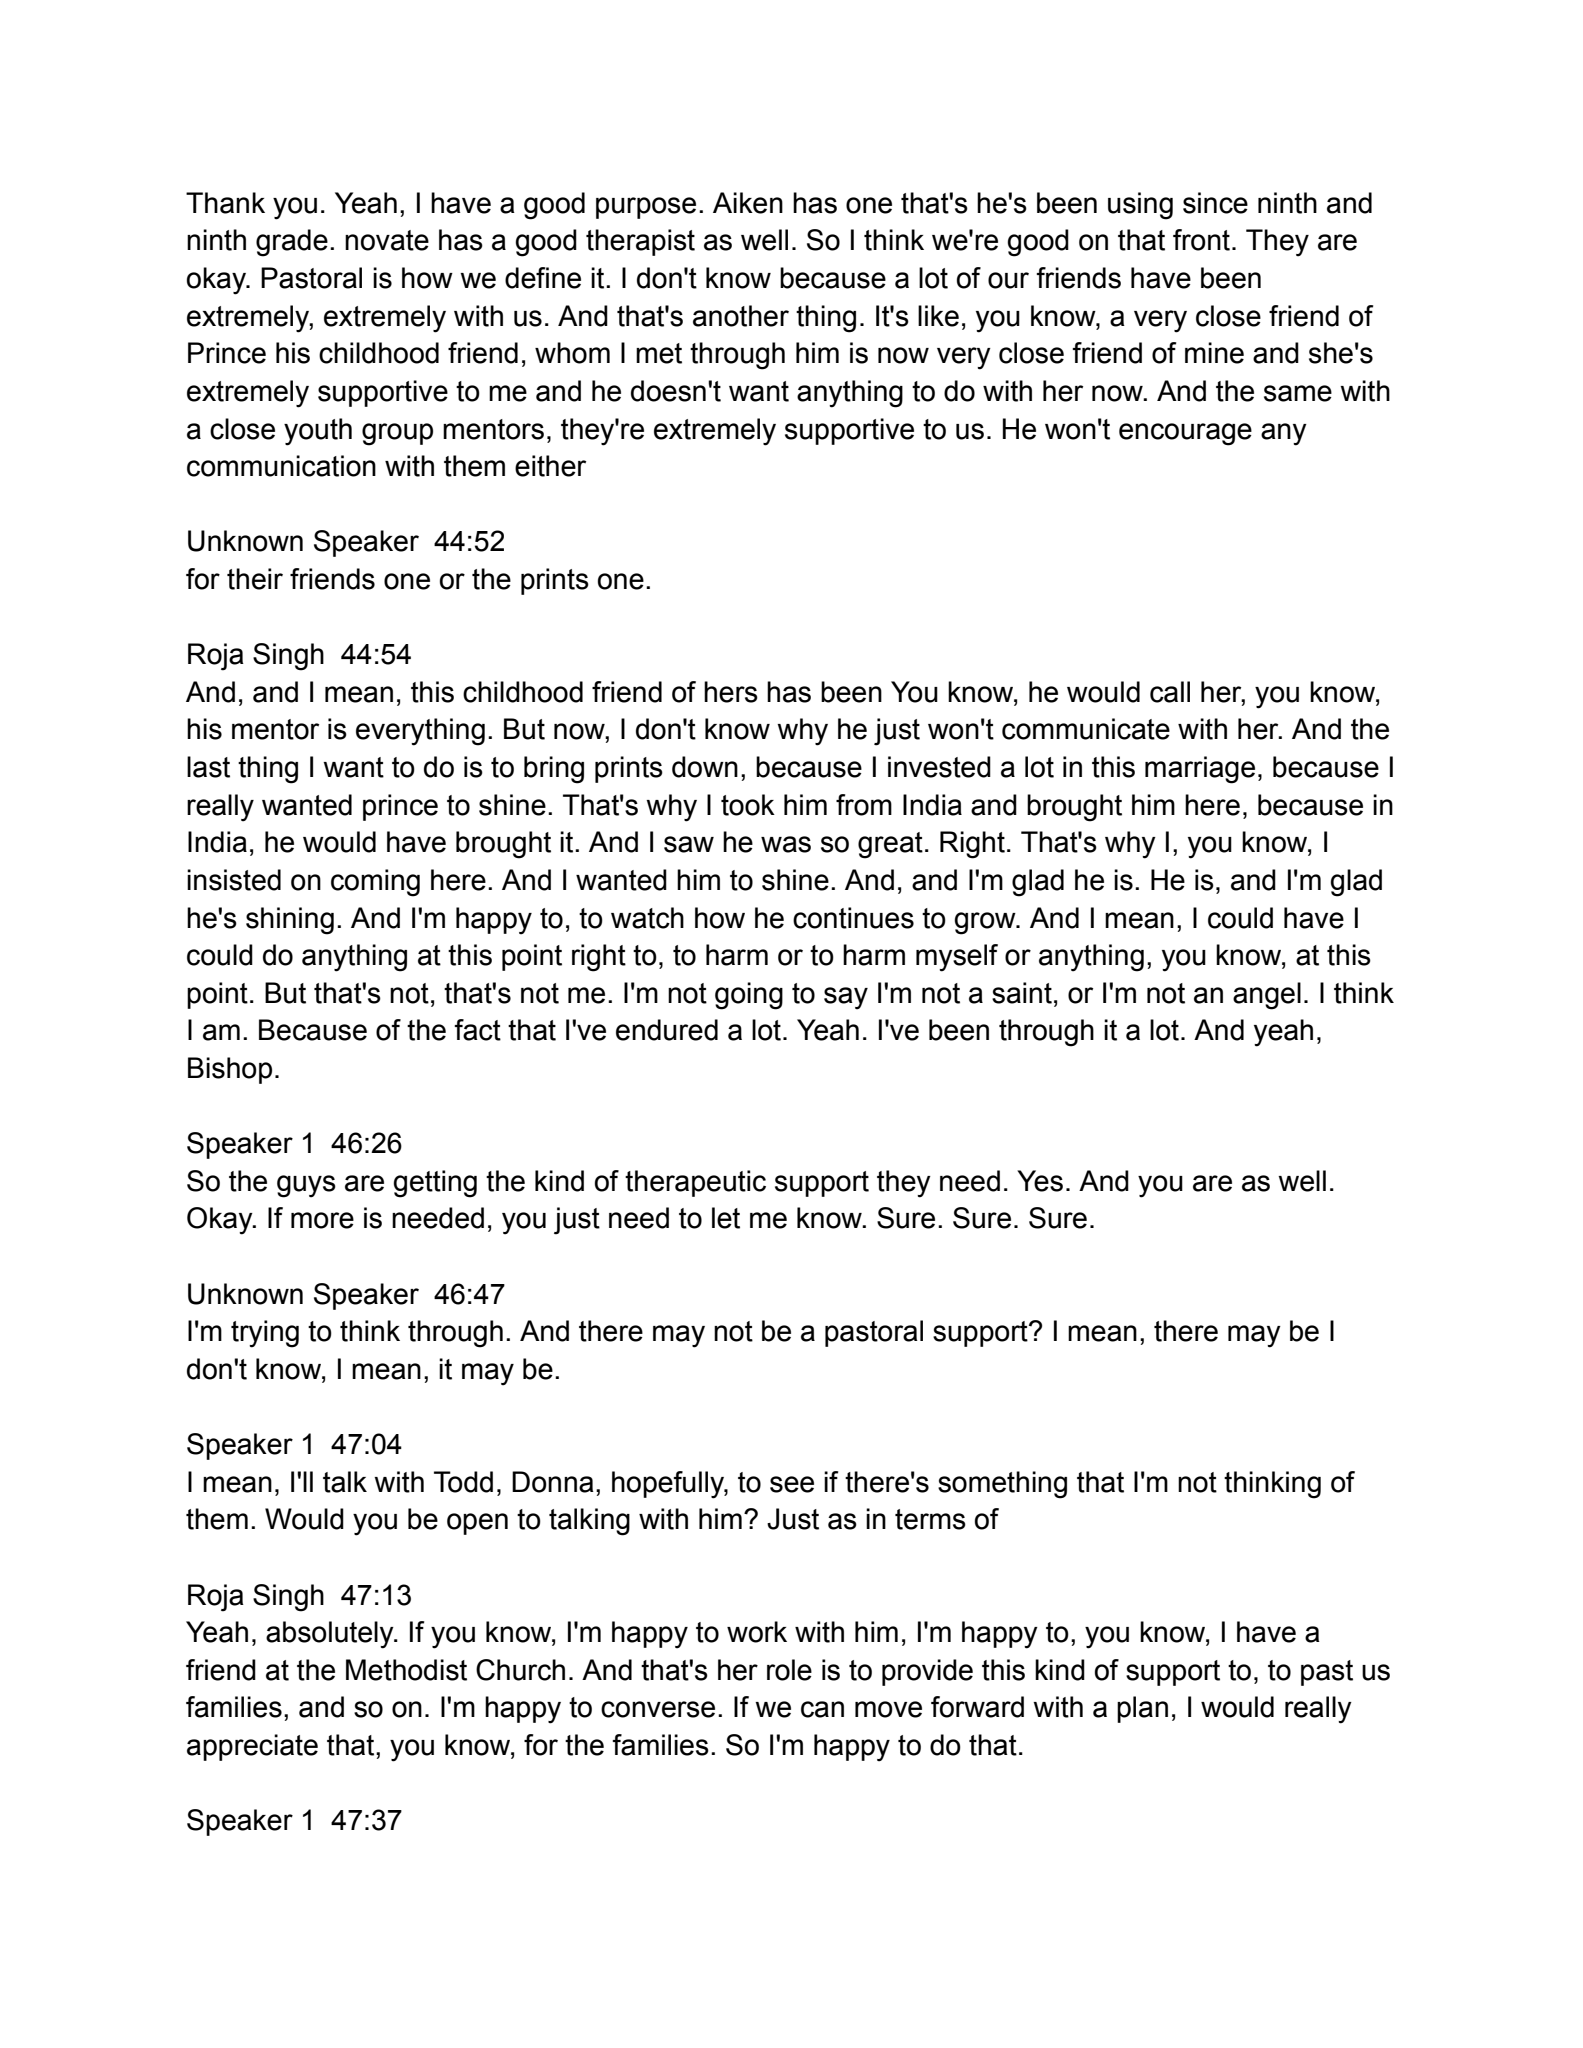 Thank you. Yeah, I have a good purpose. Aiken has one that's he's been using since ninth and
ninth grade. novate has a good therapist as well. So I think we're good on that front. They are
okay. Pastoral is how we define it. I don't know because a lot of our friends have been
extremely, extremely with us. And that's another thing. It's like, you know, a very close friend of
Prince his childhood friend, whom I met through him is now very close friend of mine and she's
extremely supportive to me and he doesn't want anything to do with her now. And the same with
a close youth group mentors, they're extremely supportive to us. He won't encourage any
communication with them either
Unknown Speaker  44:52
for their friends one or the prints one.
Roja Singh  44:54
And, and I mean, this childhood friend of hers has been You know, he would call her, you know,
his mentor is everything. But now, I don't know why he just won't communicate with her. And the
last thing I want to do is to bring prints down, because I invested a lot in this marriage, because I
really wanted prince to shine. That's why I took him from India and brought him here, because in
India, he would have brought it. And I saw he was so great. Right. That's why I, you know, I
insisted on coming here. And I wanted him to shine. And, and I'm glad he is. He is, and I'm glad
he's shining. And I'm happy to, to watch how he continues to grow. And I mean, I could have I
could do anything at this point right to, to harm or to harm myself or anything, you know, at this
point. But that's not, that's not me. I'm not going to say I'm not a saint, or I'm not an angel. I think
I am. Because of the fact that I've endured a lot. Yeah. I've been through it a lot. And yeah,
Bishop.
Speaker 1  46:26
So the guys are getting the kind of therapeutic support they need. Yes. And you are as well.
Okay. If more is needed, you just need to let me know. Sure. Sure. Sure.
Unknown Speaker  46:47
I'm trying to think through. And there may not be a pastoral support? I mean, there may be I
don't know, I mean, it may be.
Speaker 1  47:04
I mean, I'll talk with Todd, Donna, hopefully, to see if there's something that I'm not thinking of
them. Would you be open to talking with him? Just as in terms of
Roja Singh  47:13
Yeah, absolutely. If you know, I'm happy to work with him, I'm happy to, you know, I have a
friend at the Methodist Church. And that's her role is to provide this kind of support to, to past us
families, and so on. I'm happy to converse. If we can move forward with a plan, I would really
appreciate that, you know, for the families. So I'm happy to do that.
Speaker 1  47:37